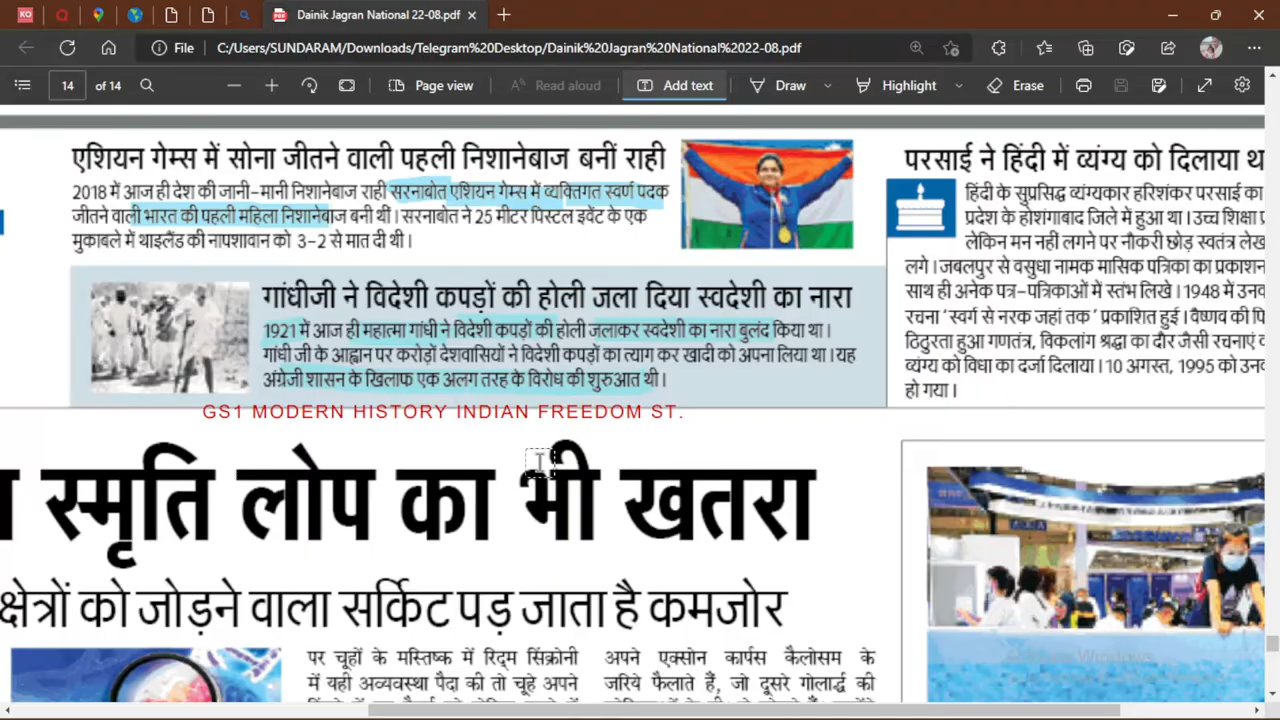 KO
Dainik Jagran National 22-08.pdf
File
C:/Users/SUNDARAM/Downloads/Telegram%20Desktop/Dainik%20Jagran%20National%2022-08.pdf
14 of 14
Page view
Read aloud
Add text
Draw
Highlight
Erase
एशियन गेम्स में सोना जीतने वाली पहली निशानेबाज बनीं राही
2018 में आज ही देश की जानी-मानी निशानेबाज राही सरनाबोत एशियन गेम्स में व्यक्तिगत स्वर्ण पदक
जीतने वाली भारत की पहली महिला निशानेबाज बनी थी। सरनाबोत ने 25 मीटर पिस्टल इवेंट के एक
मुकाबले में थाइलैंड की नापशावान को 3-2 से मात दी थी।
गांधीजी ने विदेशी कपड़ों की होली जला दिया स्वदेशी का नारा
1921 में आज ही महात्मा गांधी ने विदेशी कपड़ों की होली जलाकर स्वदेशी का नारा बुलंद किया था।
गांधी जी के आह्वान पर करोड़ों देशवासियों ने विदेशी कपड़ों का त्याग कर खादी को अपना लिया था। यह
अंग्रेजी शासन के खिलाफ एक अलग तरह के विरोध की शुरुआत थी।
GS1 MODERN HISTORY INDIAN FREEDOM ST.
परसाई ने हिंदी में व्यंग्य को दिलाया
हिंदी के सुप्रसिद्ध व्यंग्यकार हरिशंकर परसाई का
प्रदेश के होशंगाबाद जिले में हुआ था। उच्च शिक्षा
लेकिन मन नहीं लगने पर नौकरी छोड़ स्वतंत्र
लगे। जबलपुर से वसुधा नामक मासिक पत्रिका का
साथ ही अनेक पत्र-पत्रिकाओं में स्तंभ लिखे। 1948 में
रचना 'स्वर्ग से नरक जहां तक' प्रकाशित हुई। वैष्णव की
ठिठुरता हुआ गणतंत्र, विकलांग श्रद्धा का दौर जैसी रचनाएं
व्यंग्य को विधा का दर्जा दिलाया। 10 अगस्त, 1995 को
हो गया।
स्मृति लोप का भी खतरा
क्षेत्रों को जोड़ने वाला सर्किट पड़ जाता है कमजोर
पर चूहों के मस्तिष्क में रिद्म सिंक्रोनी
में यही अव्यवस्था पैदा की तो चूहे अपने
अपने एक्सोन कार्पस कैलोसम के
जरिये फैलाते हैं, जो दूसरे गोलार्द्ध की